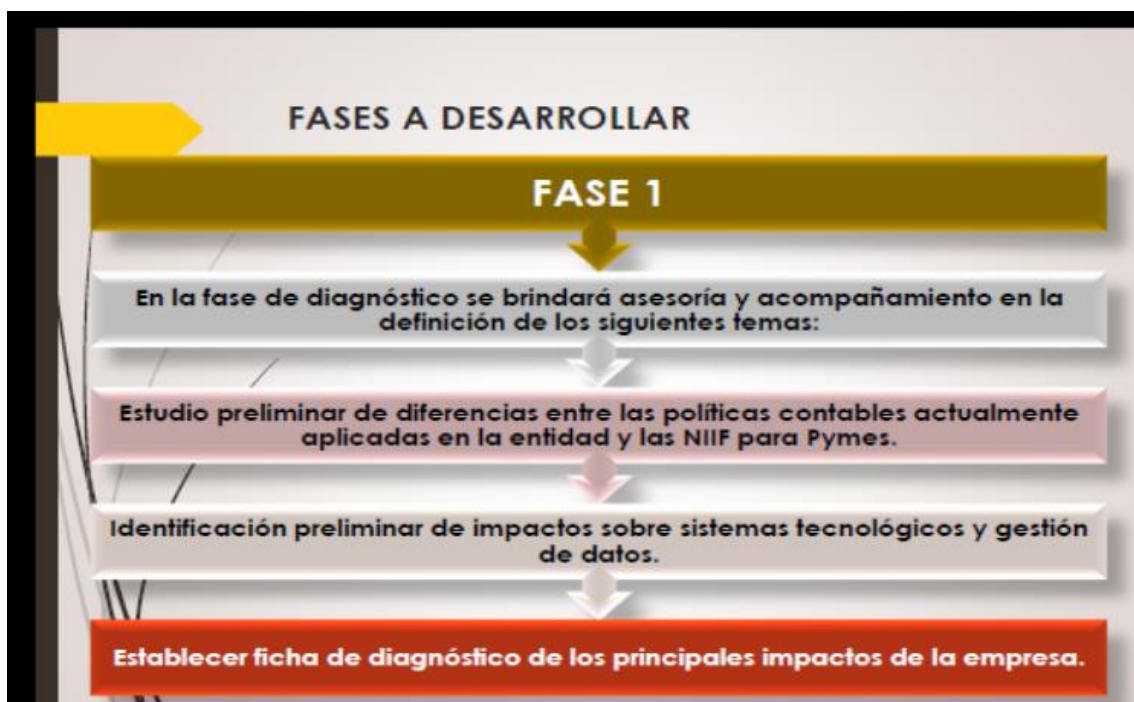 FASES A DESARROLLAR
FASE 1
En la fase de diagnóstico se brindará asesoría y acompañamiento en la
definición de los siguientes temas:
Estudio preliminar de diferencias entre las políticas contables actualmente
aplicadas en la entidad y las NIIF para Pymes.
Identificación preliminar de impactos sobre sistemas tecnológicos y gestión
de datos.
Establecer ficha de diagnóstico de los principales impactos de la empresa.